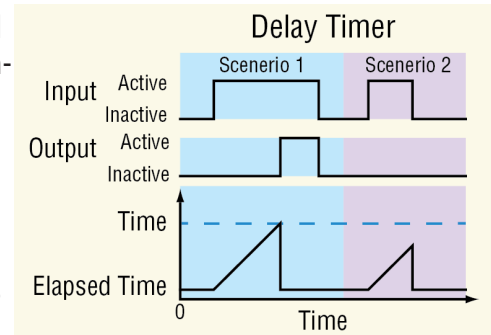 Delay Timer
Scenerio 1
Scenerio 2
Input
Active
Inactive
Output
Active
Inactive
Time
Elapsed Time
0
Time